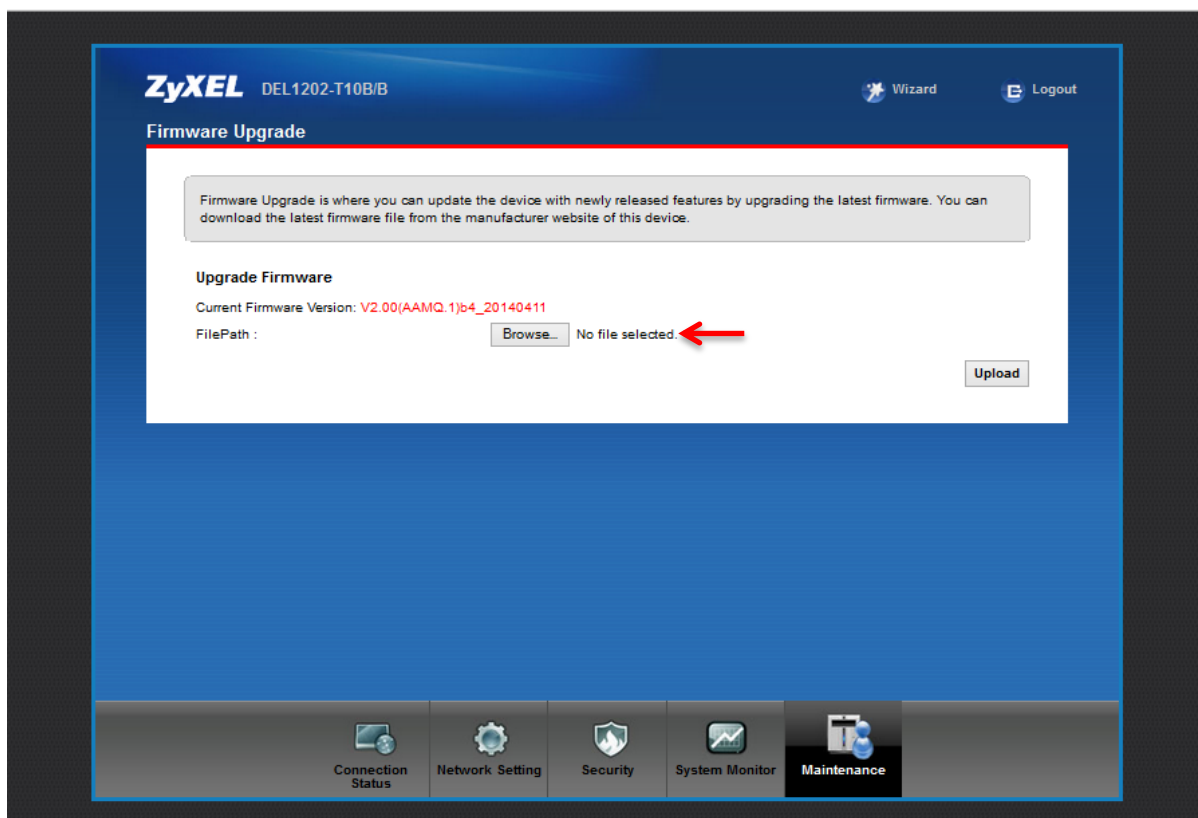 ZyXEL DEL1202-T10B/B
Wizard
Logout
Firmware Upgrade
Firmware Upgrade is where you can update the device with newly released features by upgrading the latest firmware. You can
download the latest firmware file from the manufacturer website of this device.
Upgrade Firmware
Current Firmware Version: V2.00(AAMQ.1)b4_20140411
FilePath : Browse... No file selected.
Upload
Connection
Status
Network Setting
Security
System Monitor
Maintenance